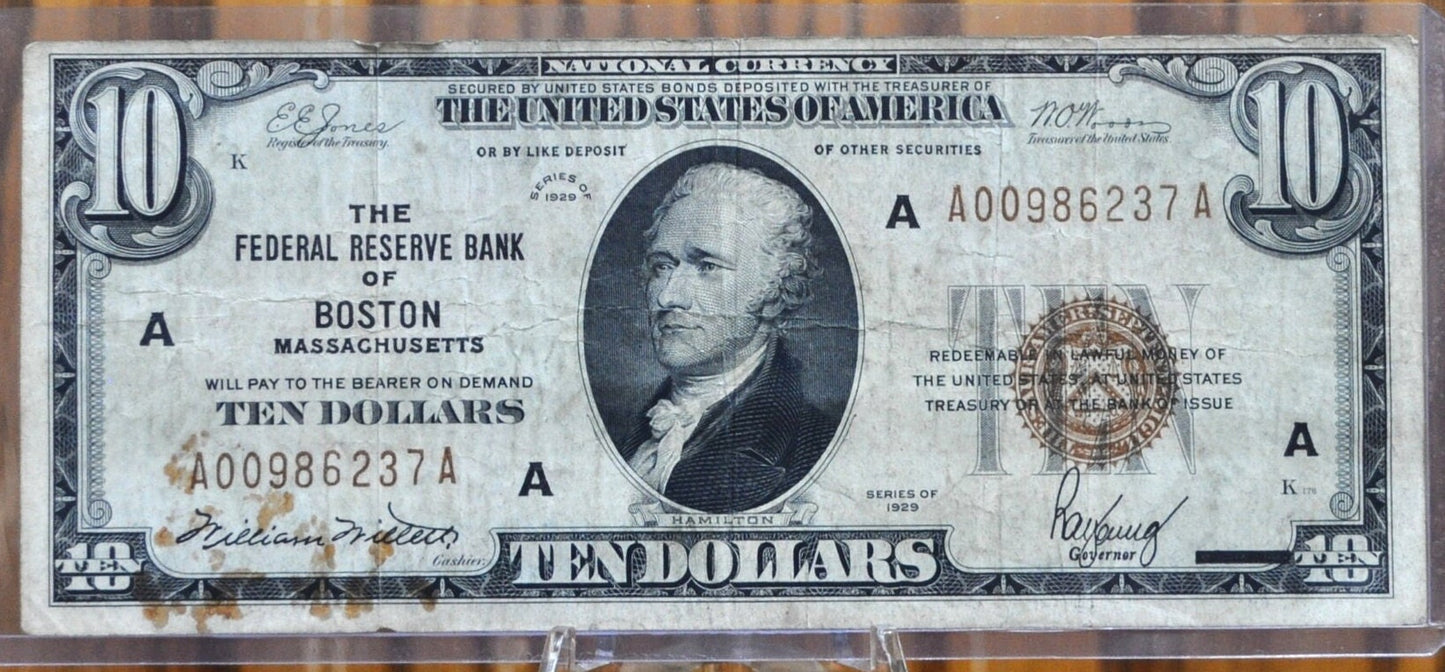 NATIONAL CURRENCY
SECURED BY UNITED STATES BONDS DEPOSITED WITH THE TREASURER OF
THE UNITED STATES OF AMERICA
OR BY LIKE DEPOSIT OF OTHER SECURITIES
10
10
E E Jones
Register of the Treasury.
W O Woods
Treasurer of the United States.
K
SERIES OF
1929
A
A00986237A
THE
FEDERAL RESERVE BANK
OF
BOSTON
MASSACHUSETTS
A
WILL PAY TO THE BEARER ON DEMAND
TEN DOLLARS
A00986237A
A
William Willett
Cashier.
HAMILTON
TEN
REDEEMABLE IN LAWFUL MONEY OF
THE UNITED STATES AT UNITED STATES
TREASURY OR AT THE BANK OF ISSUE
A
K 176
SERIES OF
1929
Ra Young
Governor
10
TEN
TEN DOLLARS
10
TEN